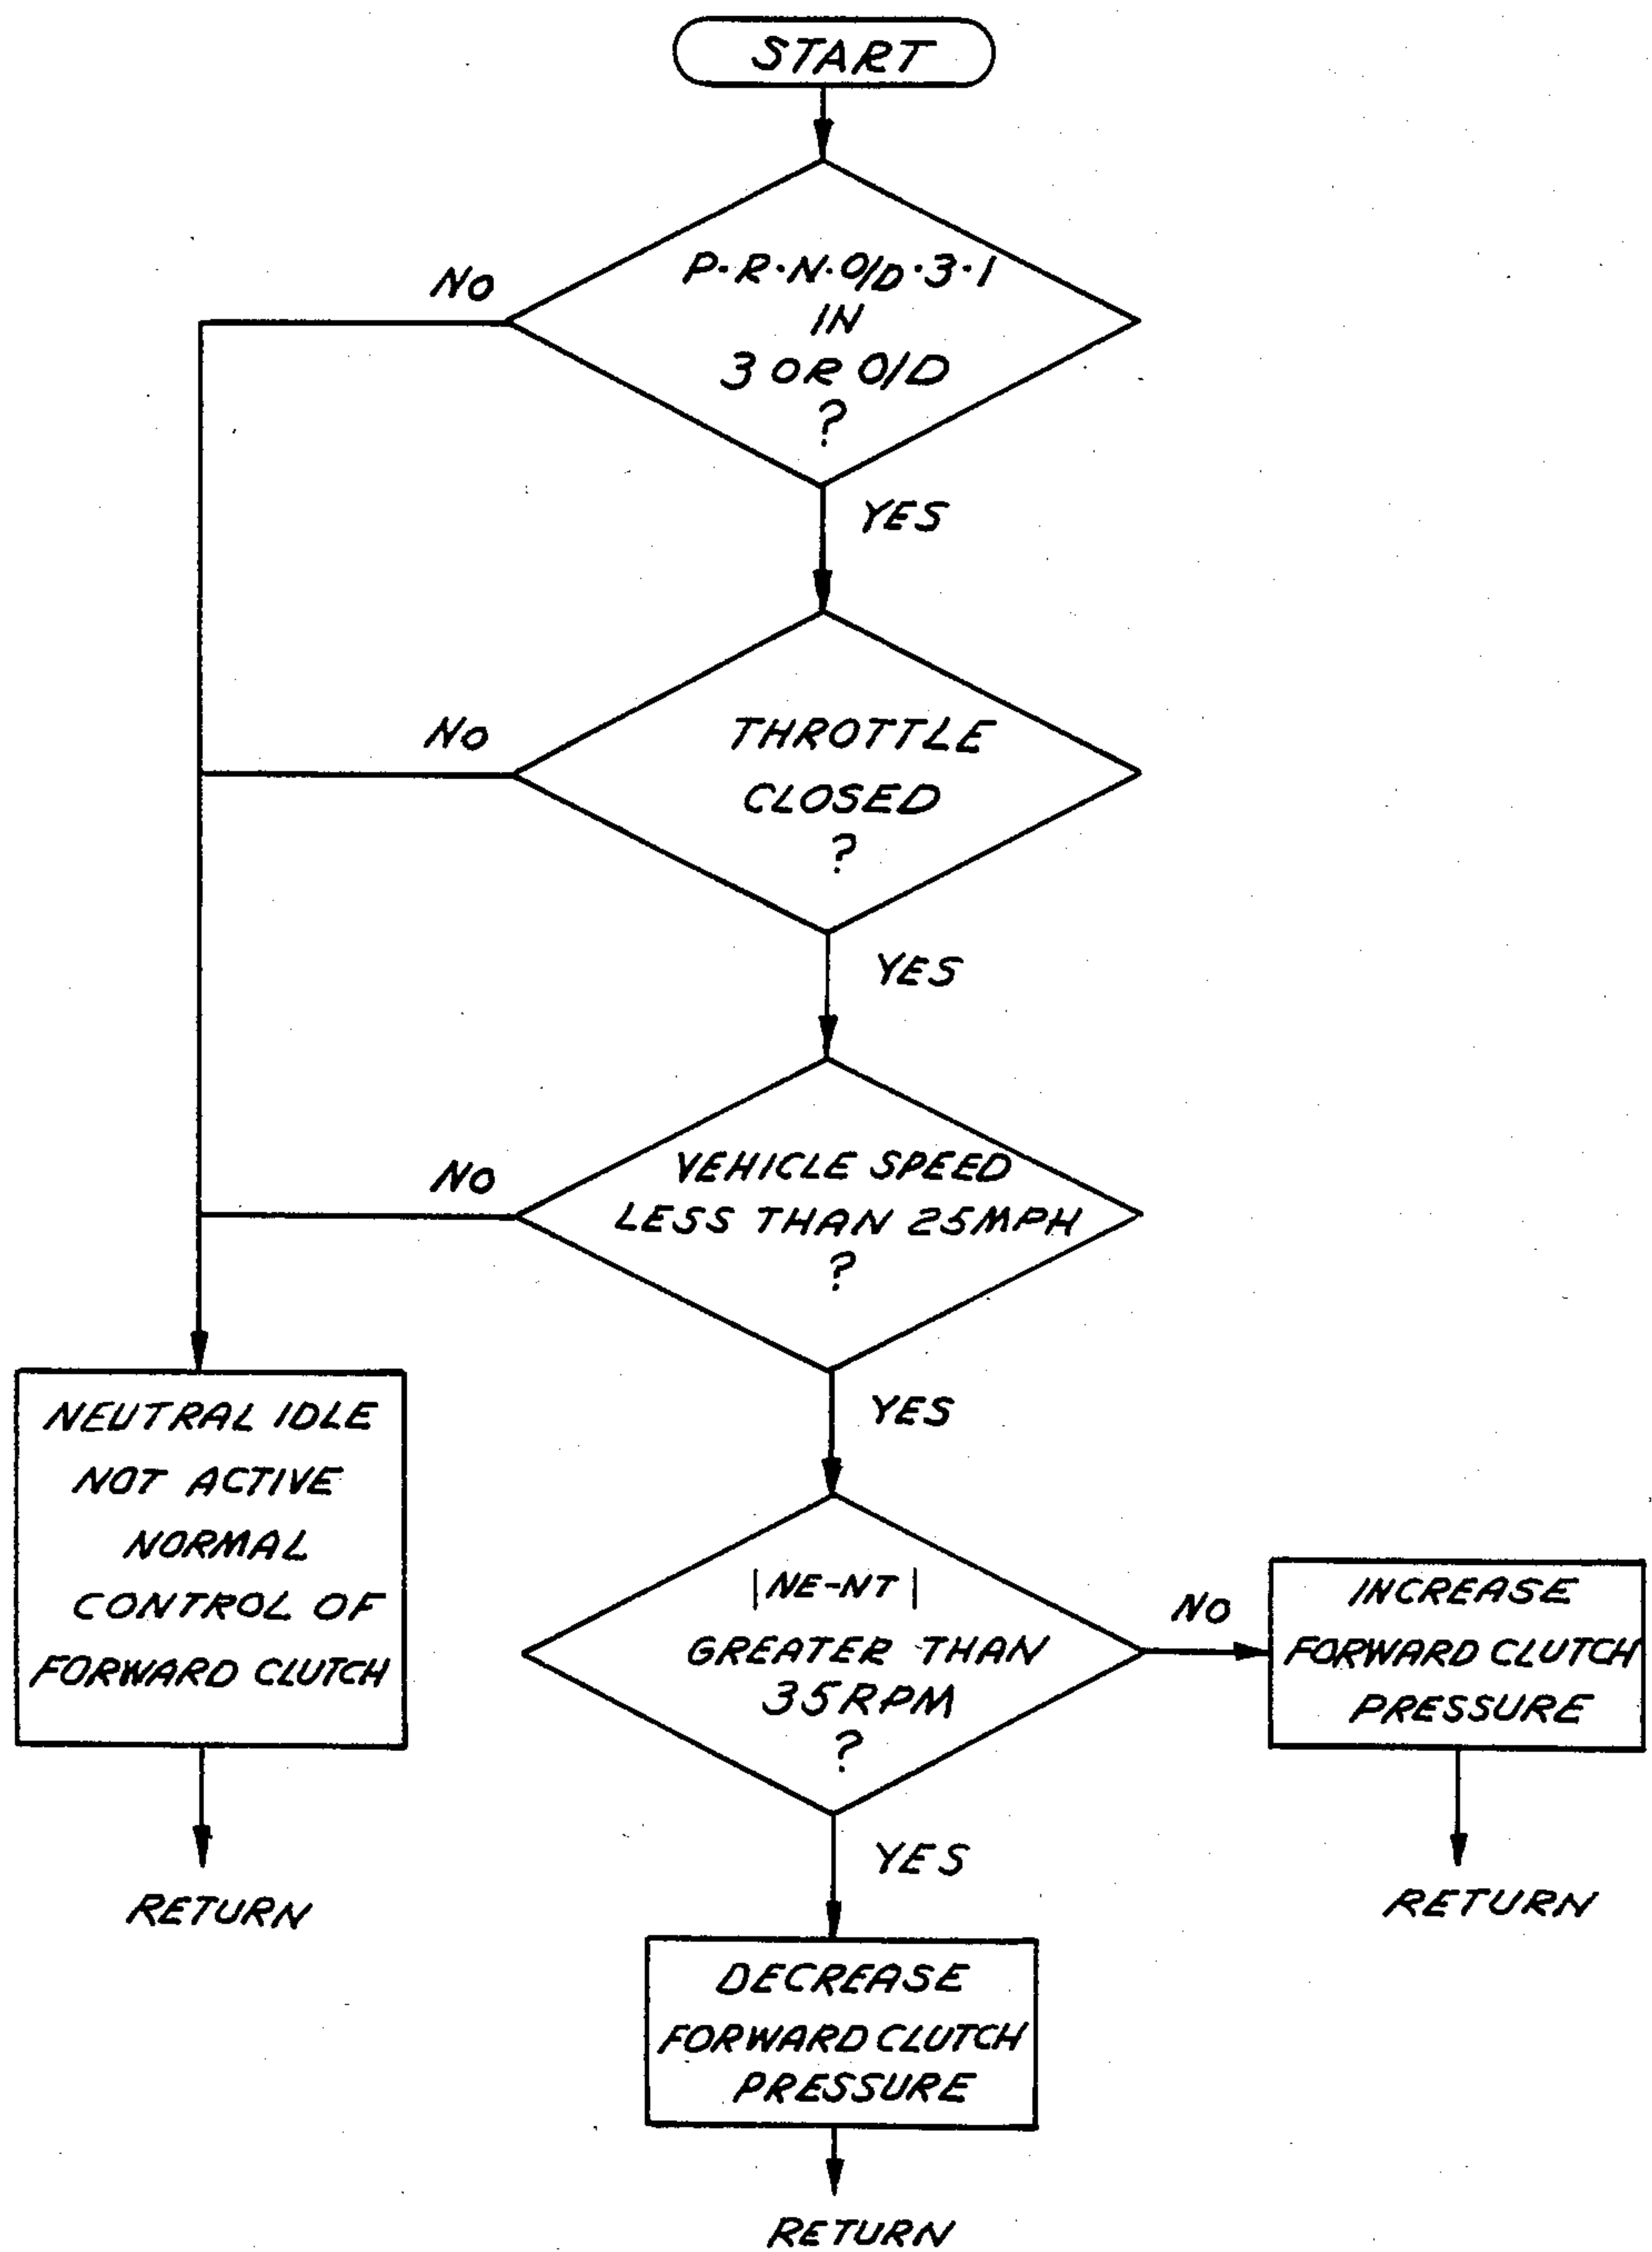 START
P·R·N·O/D·3·1
IN
3 OR O/D
?
NO
YES
THROTTLE
CLOSED
?
NO
YES
VEHICLE SPEED
LESS THAN 25MPH
?
NO
YES
NEUTRAL IDLE
NOT ACTIVE
NORMAL
CONTROL OF
FORWARD CLUTCH
RETURN
|NE-NT|
GREATER THAN
35RPM
?
NO
INCREASE
FORWARD CLUTCH
PRESSURE
RETURN
YES
DECREASE
FORWARD CLUTCH
PRESSURE
RETURN